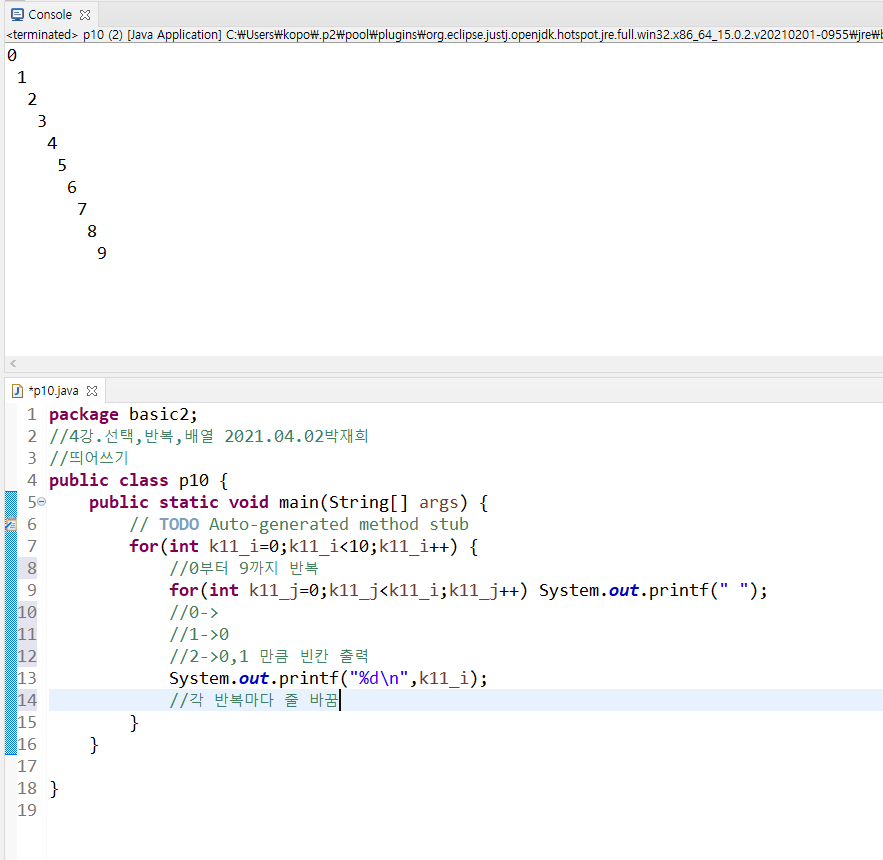 Console
<terminated> p10 (2) [Java Application] C:₩Users₩kopo₩.p2₩pool₩plugins₩org.eclipse.justj.openjdk.hotspot.jre.full.win32.x86_64_15.0.2.v20210201-0955₩jre₩b
0
1
2
3
4
5
6
7
8
9
*p10.java
1 package basic2;
2 //4강.선택,반복,배열 2021.04.02박재희
3 //띄어쓰기
4 public class p10 {
5 public static void main(String[] args) {
6 // TODO Auto-generated method stub
7 for(int k11_i=0;k11_i<10;k11_i++) {
8 //0부터 9까지 반복
9 for(int k11_j=0;k11_j<k11_i;k11_j++) System.out.printf(" ");
10 //0->
11 //1->0
12 //2->0,1 만큼 빈칸 출력
13 System.out.printf("%d\n",k11_i);
14 //각 반복마다 줄 바꿈
15 }
16 }
17
18 }
19